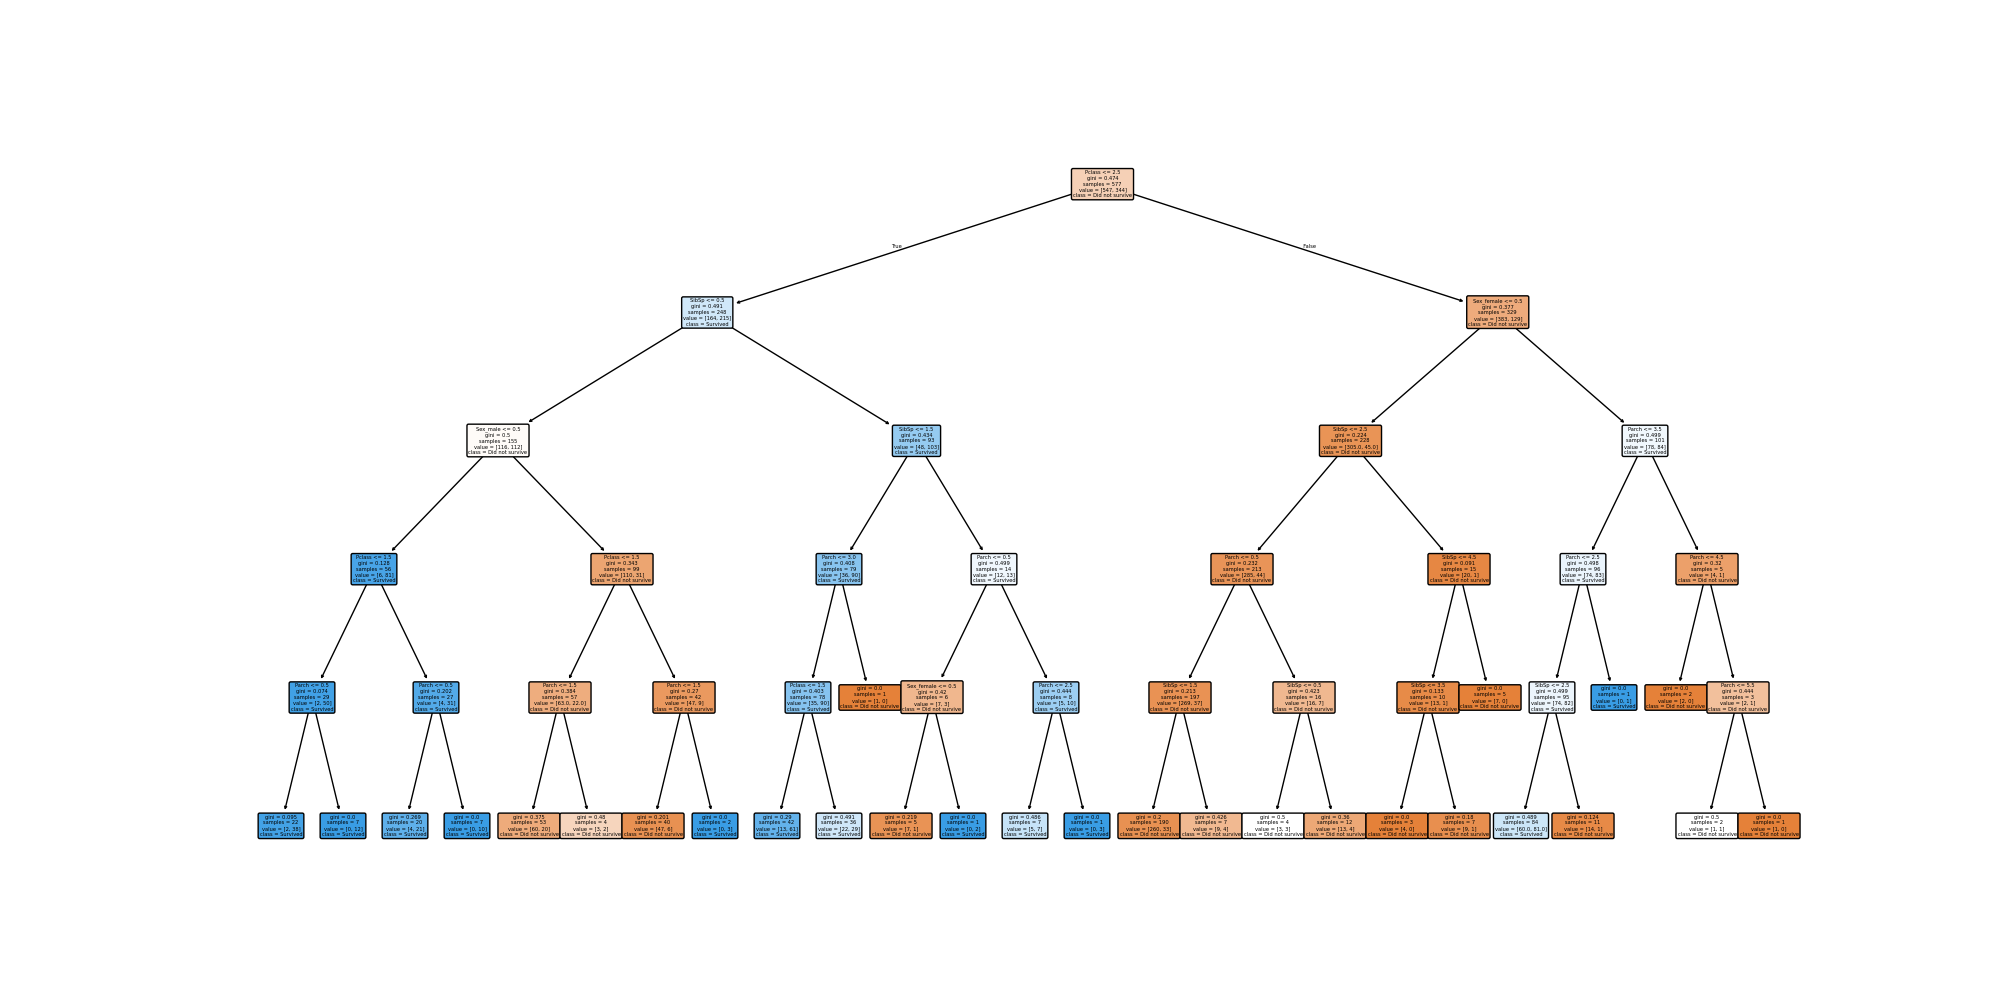 Pclass <= 2.5
gini = 0.474
samples = 577
value = [547, 344]
class = Did not survive
True
False
SibSp <= 0.5
gini = 0.491
samples = 248
value = [164, 215]
class = Survived
Sex_female <= 0.5
gini = 0.377
samples = 329
value = [383, 129]
class = Did not survive
Sex_male <= 0.5
gini = 0.5
samples = 155
value = [116, 112]
class = Did not survive
SibSp <= 1.5
gini = 0.434
samples = 93
value = [48, 103]
class = Survived
SibSp <= 2.5
gini = 0.224
samples = 228
value = [305.0, 45.0]
class = Did not survive
Parch <= 3.5
gini = 0.499
samples = 101
value = [78, 84]
class = Survived
Pclass <= 1.5
gini = 0.128
samples = 56
value = [6, 81]
class = Survived
Pclass <= 1.5
gini = 0.343
samples = 99
value = [110, 31]
class = Did not survive
Parch <= 3.0
gini = 0.408
samples = 79
value = [36, 90]
class = Survived
Parch <= 0.5
gini = 0.499
samples = 14
value = [12, 13]
class = Survived
Parch <= 0.5
gini = 0.232
samples = 213
value = [285, 44]
class = Did not survive
SibSp <= 4.5
gini = 0.091
samples = 15
value = [20, 1]
class = Did not survive
Parch <= 2.5
gini = 0.498
samples = 96
value = [74, 83]
class = Survived
Parch <= 4.5
gini = 0.32
samples = 5
value = [4, 1]
class = Did not survive
Parch <= 0.5
gini = 0.074
samples = 29
value = [2, 50]
class = Survived
Parch <= 0.5
gini = 0.202
samples = 27
value = [4, 31]
class = Survived
Parch <= 1.5
gini = 0.384
samples = 57
value = [63.0, 22.0]
class = Did not survive
Parch <= 1.5
gini = 0.27
samples = 42
value = [47, 9]
class = Did not survive
Pclass <= 1.5
gini = 0.403
samples = 78
value = [35, 90]
class = Survived
gini = 0.0
samples = 1
value = [1, 0]
class = Did not survive
Sex_female <= 0.5
gini = 0.42
samples = 6
value = [7, 3]
class = Did not survive
Parch <= 2.5
gini = 0.444
samples = 8
value = [5, 10]
class = Survived
SibSp <= 1.5
gini = 0.213
samples = 197
value = [269, 37]
class = Did not survive
SibSp <= 0.5
gini = 0.423
samples = 16
value = [16, 7]
class = Did not survive
SibSp <= 3.5
gini = 0.133
samples = 10
value = [13, 1]
class = Did not survive
gini = 0.0
samples = 5
value = [7, 0]
class = Did not survive
SibSp <= 2.5
gini = 0.499
samples = 95
value = [74, 82]
class = Survived
gini = 0.0
samples = 1
value = [0, 1]
class = Survived
gini = 0.0
samples = 2
value = [2, 0]
class = Did not survive
Parch <= 5.5
gini = 0.444
samples = 3
value = [2, 1]
class = Did not survive
gini = 0.095
samples = 22
value = [2, 38]
class = Survived
gini = 0.0
samples = 7
value = [0, 12]
class = Survived
gini = 0.269
samples = 20
value = [4, 21]
class = Survived
gini = 0.0
samples = 7
value = [0, 10]
class = Survived
gini = 0.375
samples = 53
value = [60, 20]
class = Did not survive
gini = 0.48
samples = 4
value = [3, 2]
class = Did not survive
gini = 0.201
samples = 40
value = [47, 6]
class = Did not survive
gini = 0.0
samples = 2
value = [0, 3]
class = Survived
gini = 0.29
samples = 42
value = [13, 61]
class = Survived
gini = 0.491
samples = 36
value = [22, 29]
class = Survived
gini = 0.219
samples = 5
value = [7, 1]
class = Did not survive
gini = 0.0
samples = 1
value = [0, 2]
class = Survived
gini = 0.486
samples = 7
value = [5, 7]
class = Survived
gini = 0.0
samples = 1
value = [0, 3]
class = Survived
gini = 0.2
samples = 190
value = [260, 33]
class = Did not survive
gini = 0.426
samples = 7
value = [9, 4]
class = Did not survive
gini = 0.5
samples = 4
value = [3, 3]
class = Did not survive
gini = 0.36
samples = 12
value = [13, 4]
class = Did not survive
gini = 0.0
samples = 3
value = [4, 0]
class = Did not survive
gini = 0.18
samples = 7
value = [9, 1]
class = Did not survive
gini = 0.489
samples = 84
value = [60.0, 81.0]
class = Survived
gini = 0.124
samples = 11
value = [14, 1]
class = Did not survive
gini = 0.5
samples = 2
value = [1, 1]
class = Did not survive
gini = 0.0
samples = 1
value = [1, 0]
class = Did not survive